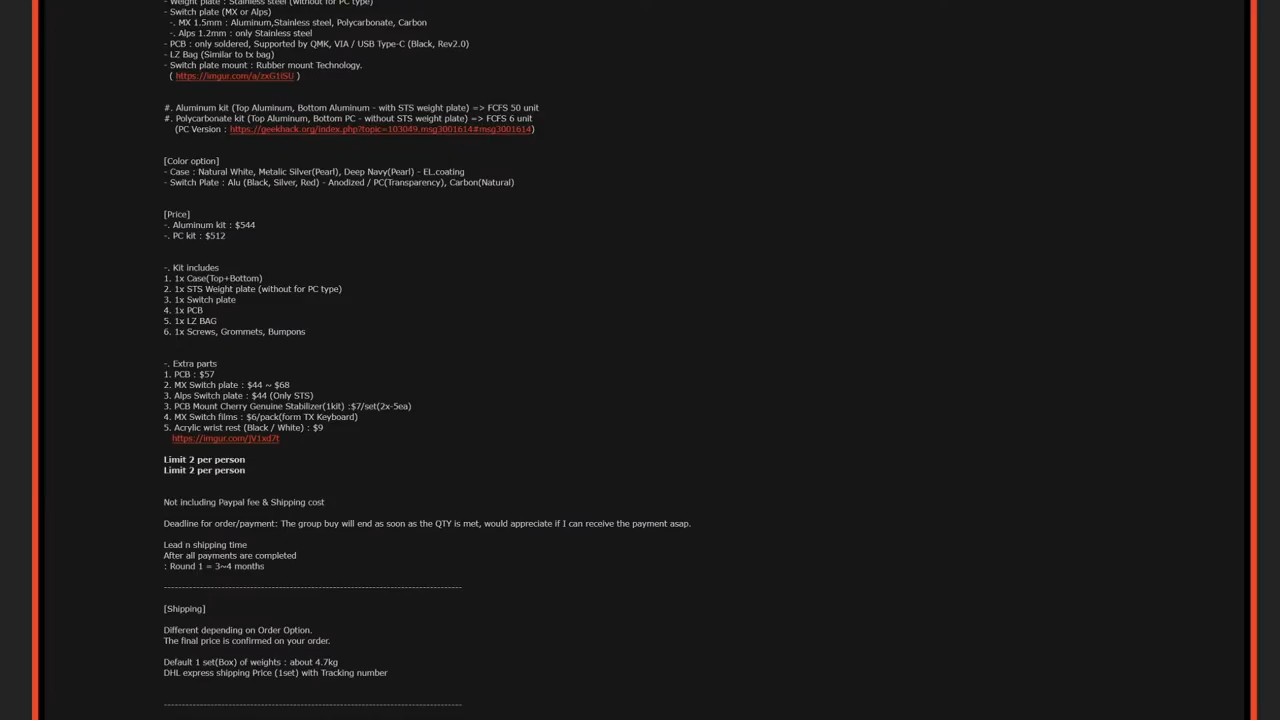 - Weight plate : Stainless steel (without for PC type)
- Switch plate (MX or Alps)
-. MX 1.5mm : Aluminum,Stainless steel, Polycarbonate, Carbon
-. Alps 1.2mm : only Stainless steel
- PCB : only soldered, Supported by QMK, VIA / USB Type-C (Black, Rev2.0)
- LZ Bag (Similar to tx bag)
- Switch plate mount : Rubber mount Technology.
( https://imgur.com/a/zxG1lSU )
#. Aluminum kit (Top Aluminum, Bottom Aluminum - with STS weight plate) => FCFS 50 unit
#. Polycarbonate kit (Top Aluminum, Bottom PC - without STS weight plate) => FCFS 6 unit
(PC Version : https://geekhack.org/index.php?topic=103049.msg3001614#msg3001614)
[Color option]
- Case : Natural White, Metalic Silver(Pearl), Deep Navy(Pearl) - EL.coating
- Switch Plate : Alu (Black, Silver, Red) - Anodized / PC(Transparency), Carbon(Natural)
[Price]
-. Aluminum kit : $544
-. PC kit : $512
-. Kit includes
1. 1x Case(Top+Bottom)
2. 1x STS Weight plate (without for PC type)
3. 1x Switch plate
4. 1x PCB
5. 1x LZ BAG
6. 1x Screws, Grommets, Bumpons
-. Extra parts
1. PCB : $57
2. MX Switch plate : $44 ~ $68
3. Alps Switch plate : $44 (Only STS)
3. PCB Mount Cherry Genuine Stabilizer(1kit) :$7/set(2x-5ea)
4. MX Switch films : $6/pack(form TX Keyboard)
5. Acrylic wrist rest (Black / White) : $9
https://imgur.com/jV1xd7t
Limit 2 per person
Limit 2 per person
Not including Paypal fee & Shipping cost
Deadline for order/payment: The group buy will end as soon as the QTY is met, would appreciate if I can receive the payment asap.
Lead n shipping time
After all payments are completed
: Round 1 = 3~4 months
--------------------------------------------------------------------------------
[Shipping]
Different depending on Order Option.
The final price is confirmed on your order.
Default 1 set(Box) of weights : about 4.7kg
DHL express shipping Price (1set) with Tracking number
--------------------------------------------------------------------------------